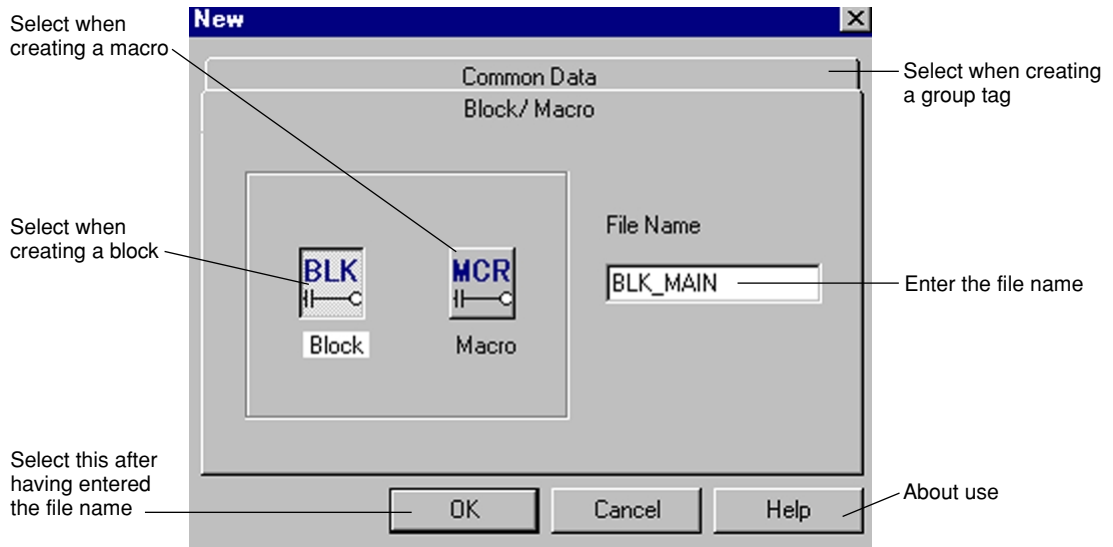 Select when
creating a macro
New
Common Data
Select when creating
a group tag
Block/ Macro
Select when
creating a block
BLK
MCR
Block
Macro
File Name
BLK_MAIN
Enter the file name
Select this after
having entered
the file name
OK
Cancel
Help
About use